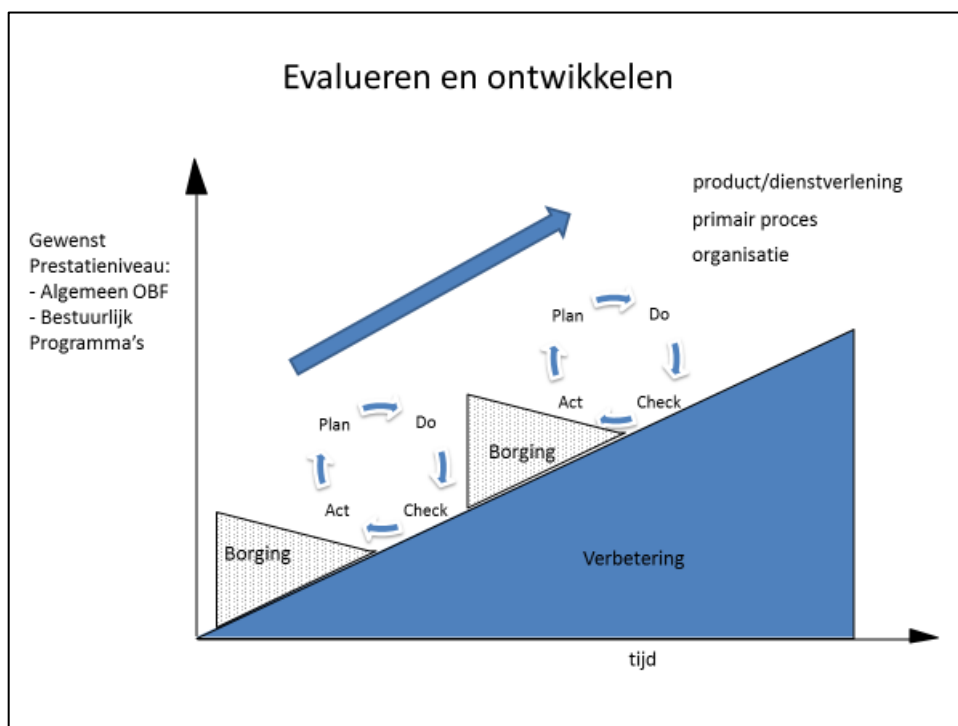 Evalueren en ontwikkelen
product/dienstverlening
primair proces
organisatie
Gewenst
Prestatieniveau:
- Algemeen OBF
- Bestuurlijk
Programma's
Plan
Do
Check
Act
Plan
Do
Check
Act
Borging
Borging
Verbetering
tijd